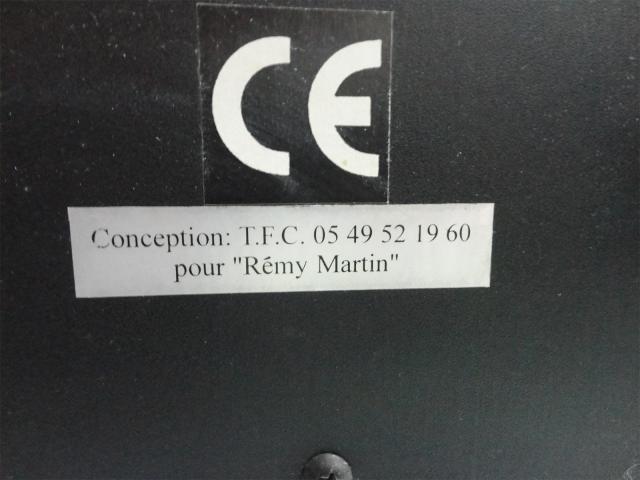 CE
Conception: T.F.C. 05 49 52 19 60
pour "Rémy Martin"